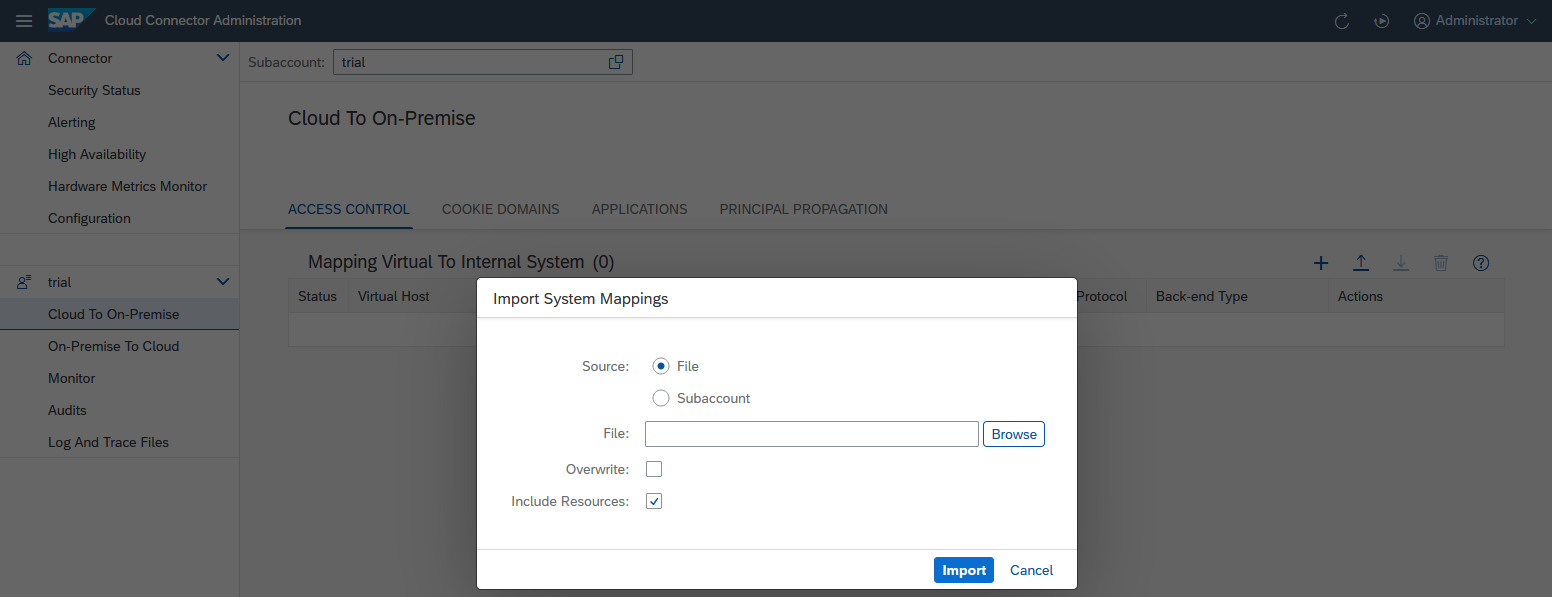 SAP Cloud Connector Administration
Administrator
Connector
Security Status
Alerting
High Availability
Hardware Metrics Monitor
Configuration
trial
Cloud To On-Premise
On-Premise To Cloud
Monitor
Audits
Log And Trace Files
Subaccount: trial
Cloud To On-Premise
ACCESS CONTROL COOKIE DOMAINS APPLICATIONS PRINCIPAL PROPAGATION
Mapping Virtual To Internal System (0)
Status Virtual Host Protocol Back-end Type Actions
Import System Mappings
Source: File
Subaccount
File: Browse
Overwrite:
Include Resources:
Import Cancel